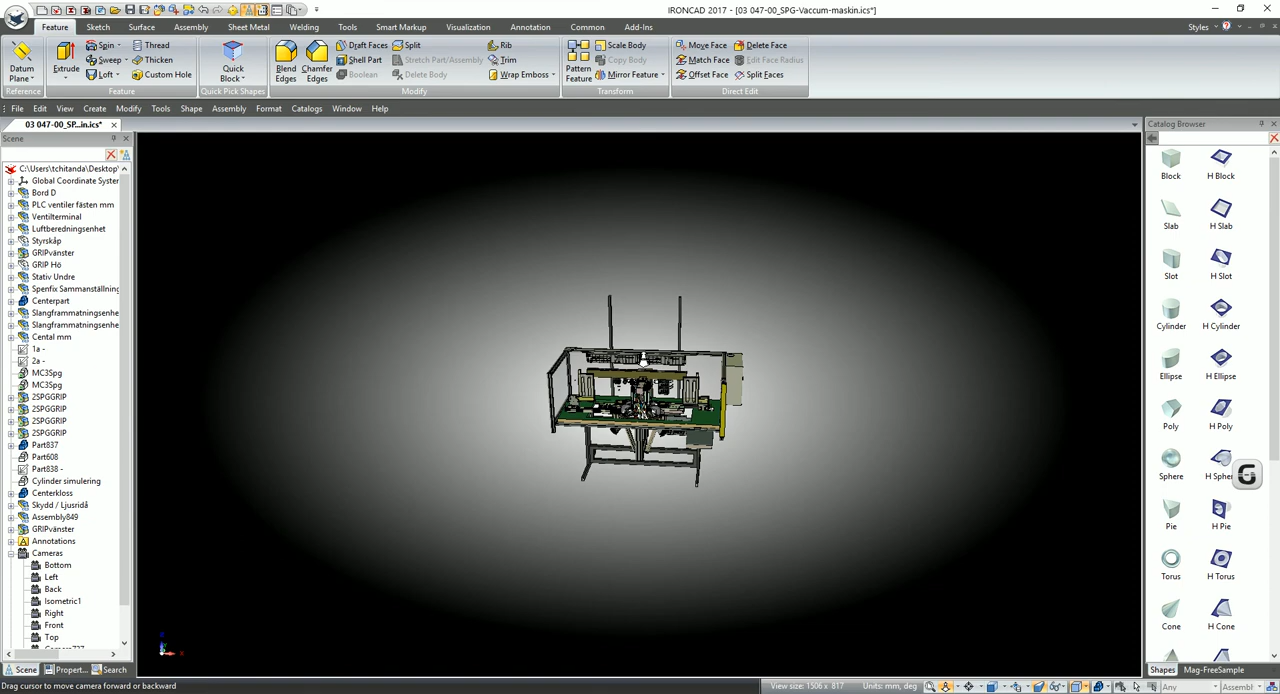 IRONCAD 2017 - [03 047-00_SPG-Vaccum-maskin.ics*]
Feature Sketch Surface Assembly Sheet Metal Welding Tools Smart Markup Visualization Annotation Common Add-Ins Styles
Datum Plane Extrude Spin Sweep Loft Thread Thicken Custom Hole Quick Block Blend Edges Chamfer Edges Draft Faces Shell Part Boolean Split Stretch Part/Assembly Delete Body Rib Trim Wrap Emboss Pattern Feature Scale Body Copy Body Mirror Feature Move Face Match Face Offset Face Delete Face Edit Face Radius Split Faces
Reference Feature Quick Pick Shapes Modify Transform Direct Edit
File Edit View Create Modify Tools Shape Assembly Format Catalogs Window Help
03 047-00_SP...in.ics*
Scene
C:\Users\tchitanda\Desktop\
Global Coordinate Syster
Bord D
PLC ventiler fästen mm
Ventilterminal
Luftberedningsenhet
Styrskåp
GRIPvänster
GRIP Hö
Stativ Undre
Spenfix Sammanställning
Centerpart
Slangframmatningsenhe
Slangframmatningsenhe
Cental mm
1a -
2a -
MC3Spg
MC3Spg
2SPGGRIP
2SPGGRIP
2SPGGRIP
2SPGGRIP
Part837
Part608
Part838 -
Cylinder simulering
Centerkloss
Skydd / Ljusridå
Assembly849
GRIPvänster
Annotations
Cameras
Bottom
Left
Back
Isometric1
Right
Front
Top
Scene Propert... Search
Catalog Browser
Block H Block
Slab H Slab
Slot H Slot
Cylinder H Cylinder
Ellipse H Ellipse
Poly H Poly
Sphere H Sphe
Pie H Pie
Torus H Torus
Cone H Cone
Shapes Mag-FreeSample
Drag cursor to move camera forward or backward
View size: 1506 x 817 Units: mm, deg Any Assembl